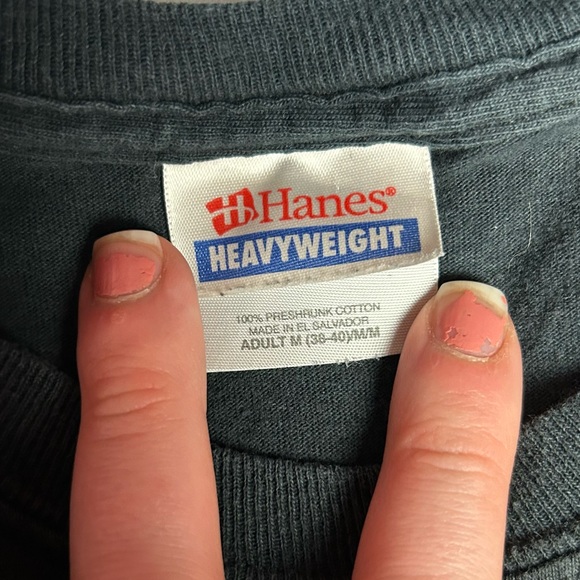 Hanes®
HEAVYWEIGHT
100% PRESHRUNK COTTON
MADE IN EL SALVADOR
ADULT M (38-40)/M/M